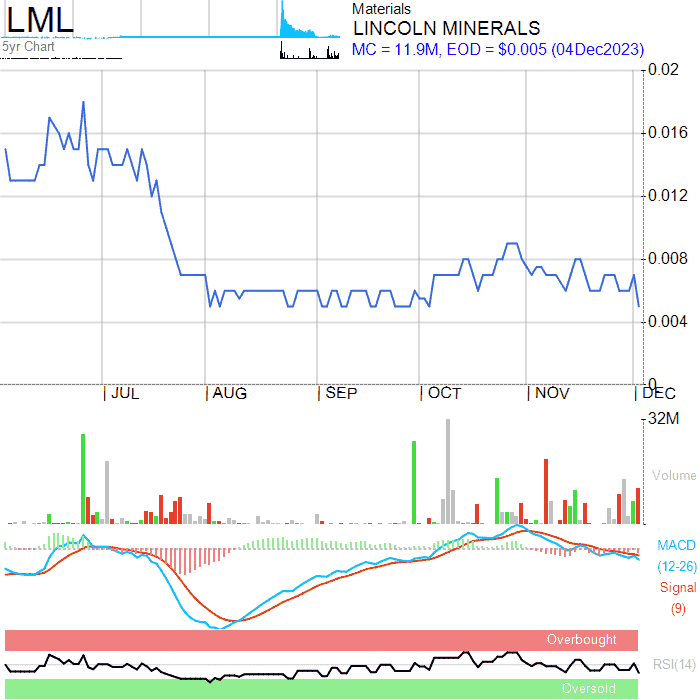 LML
5yr Chart
Materials
LINCOLN MINERALS
MC = 11.9M, EOD = $0.005 (04Dec2023)
0.02
0.016
0.012
0.008
0.004
0
JUL AUG SEP OCT NOV DEC
32M
Volume
MACD
(12-26)
Signal
(9)
Overbought
RSI(14)
Oversold